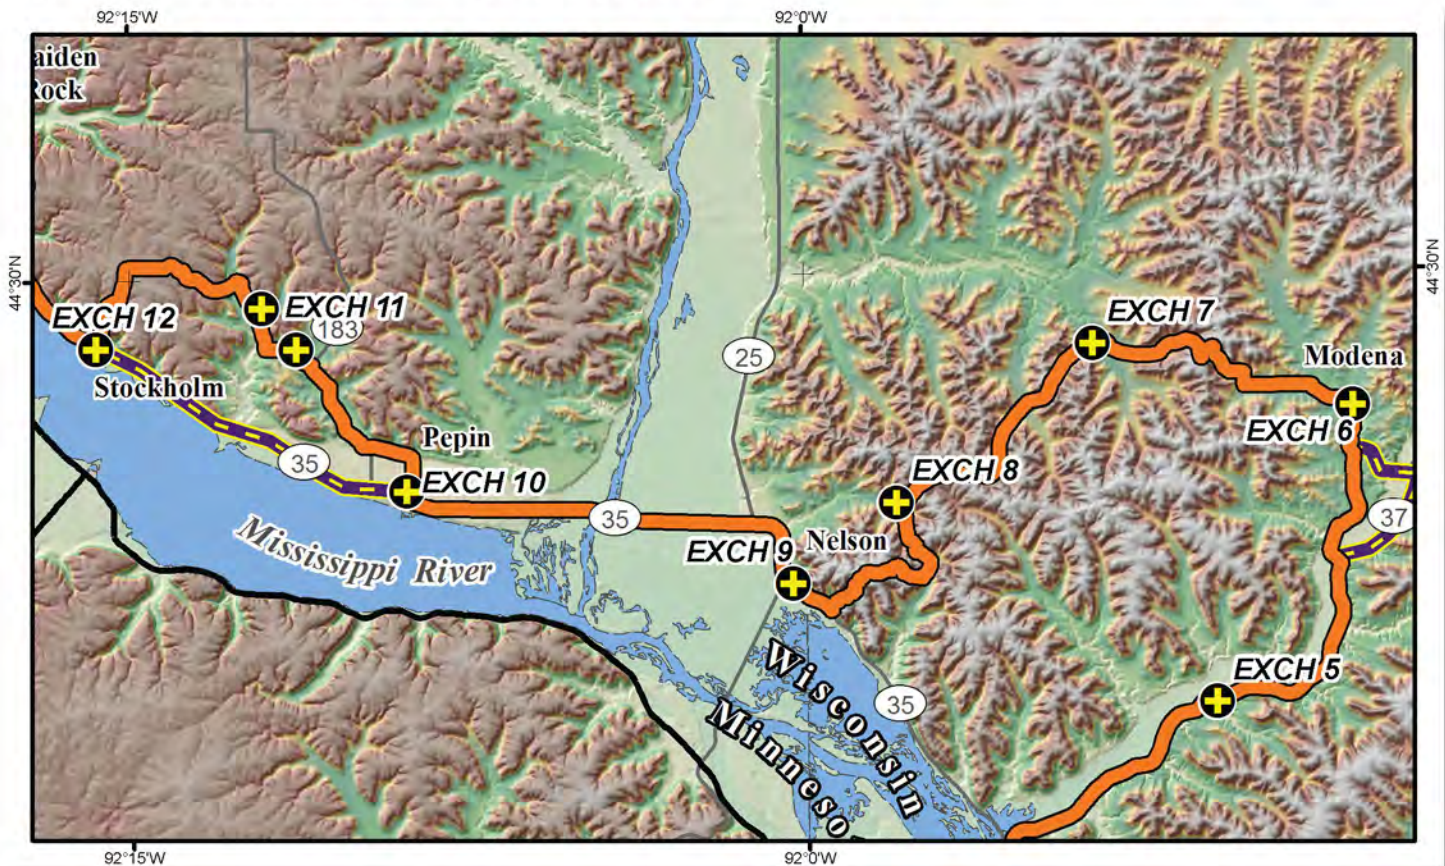 92°15'W
92°0'W
aiden
Rock
44°30'N
44°30'N
EXCH 12
EXCH 11
183
EXCH 7
25
Modena
Stockholm
Pepin
EXCH 6
35
EXCH 10
EXCH 8
35
37
EXCH 9
Nelson
Mississippi River
EXCH 5
Wisconsin
35
Minneso
92°15'W
92°0'W